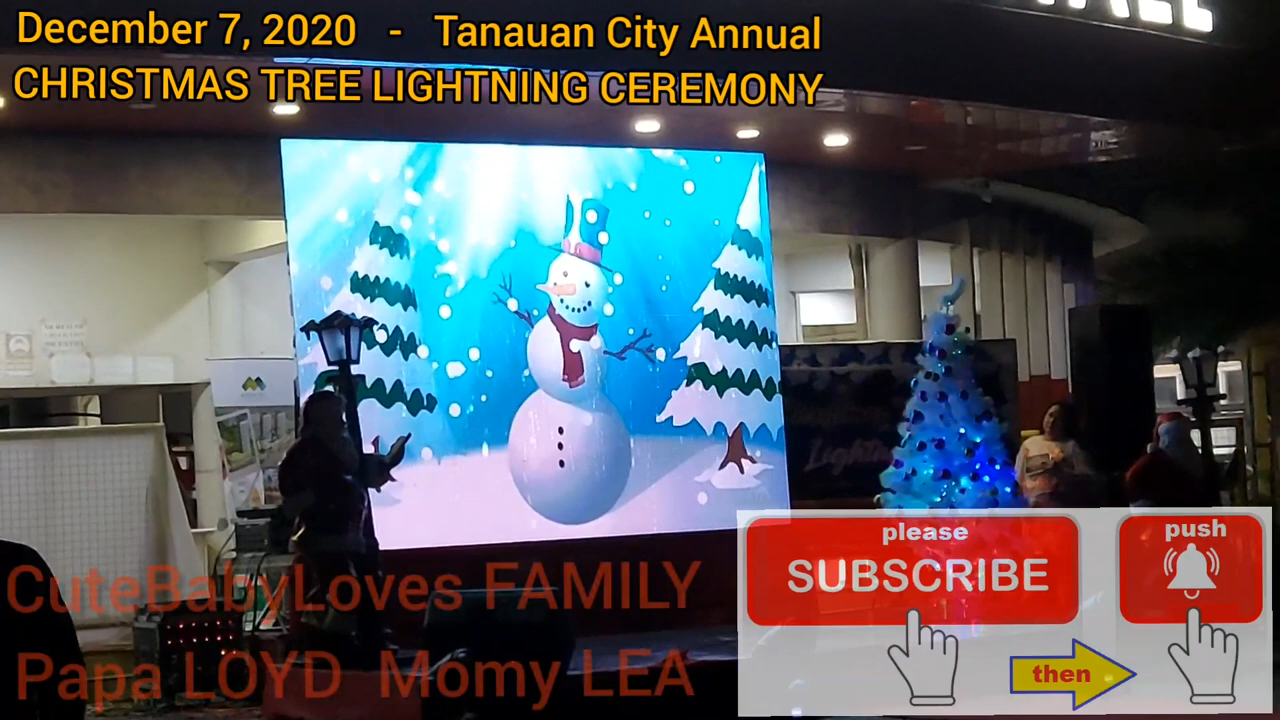 December 7, 2020 - Tanauan City Annual
CHRISTMAS TREE LIGHTNING CEREMONY
CuteBabyLoves FAMILY
Papa LOYD Momy LEA
please
SUBSCRIBE
push
then